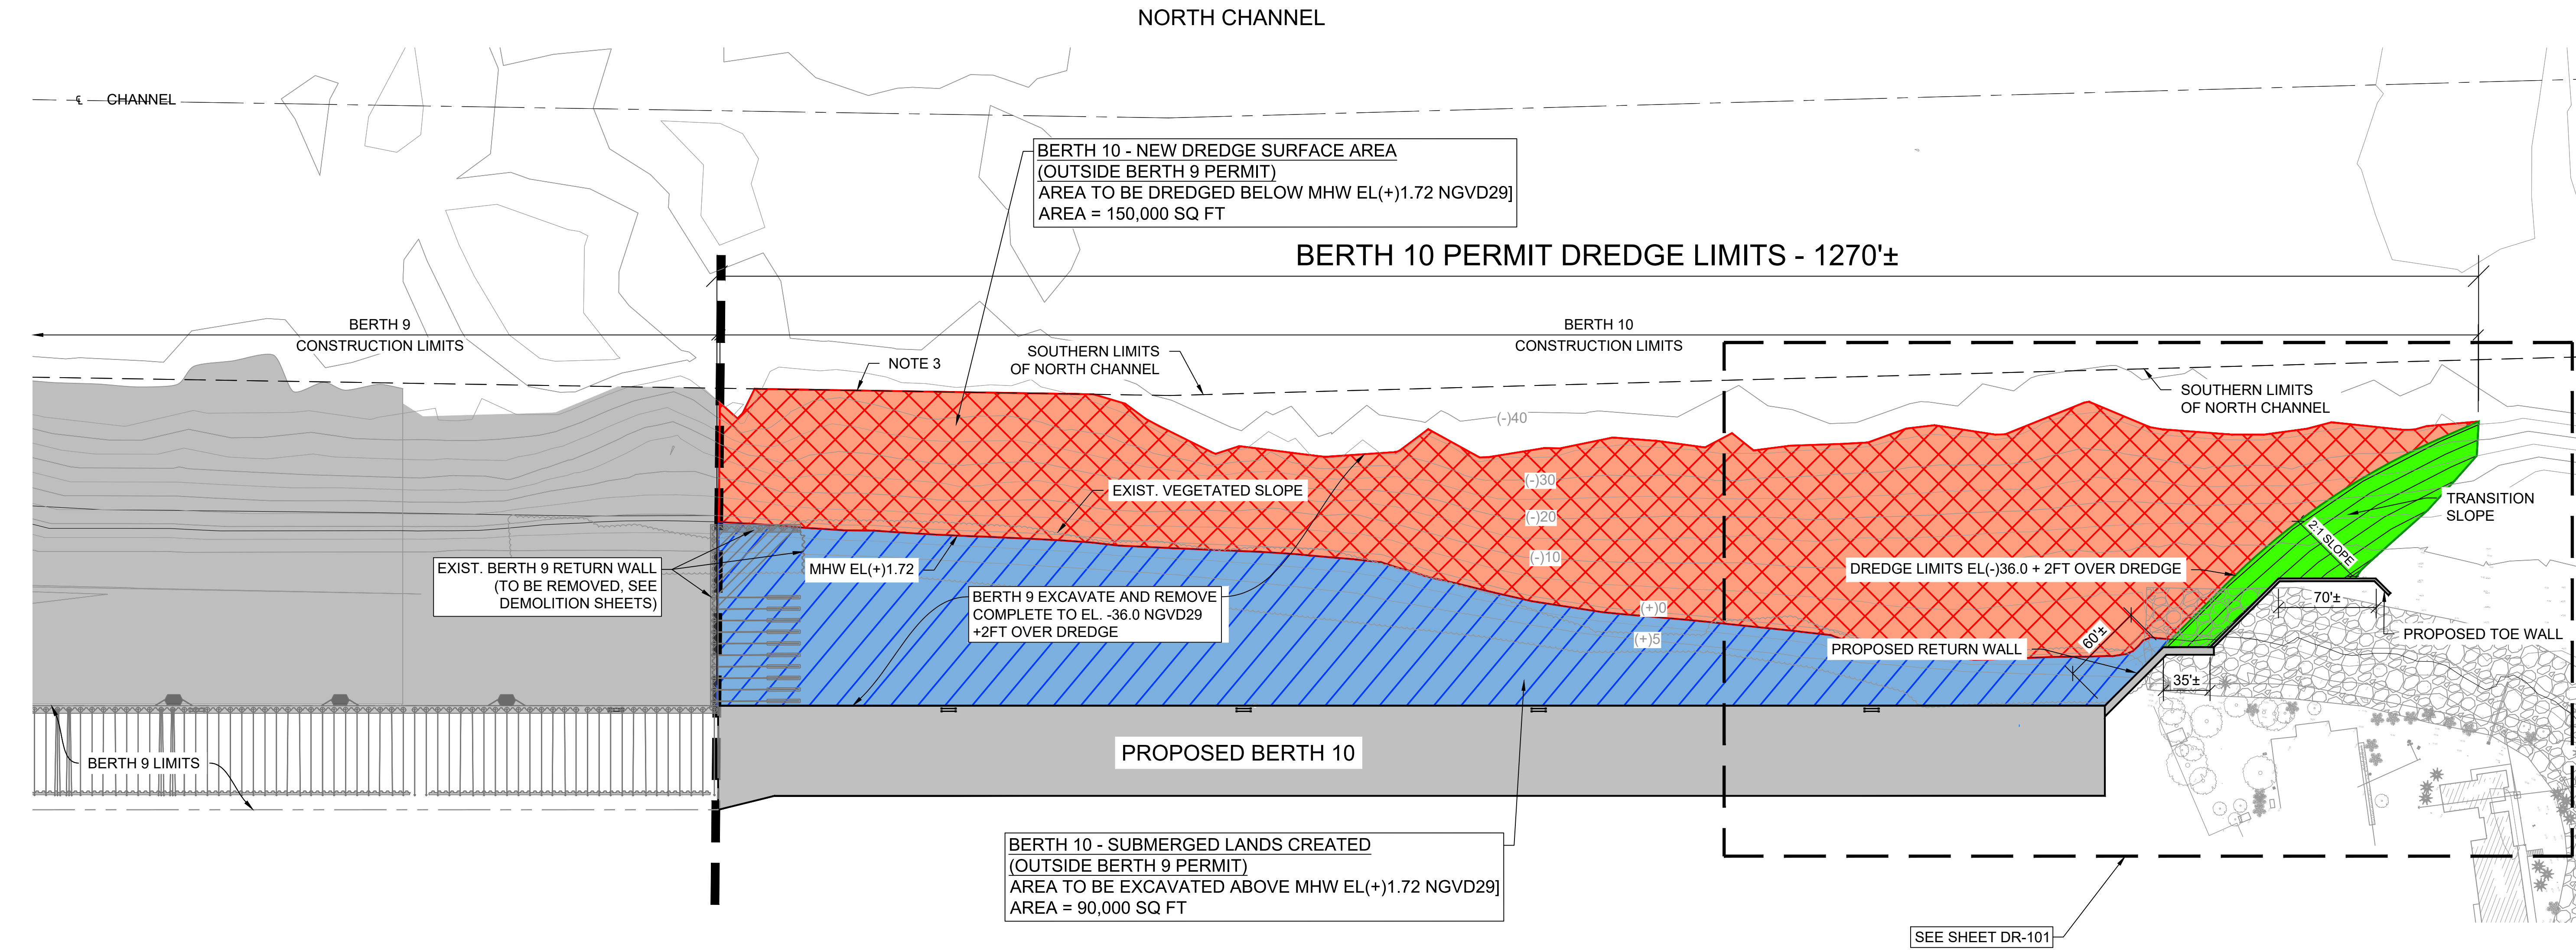 NORTH CHANNEL
℄ CHANNEL
BERTH 10 - NEW DREDGE SURFACE AREA
(OUTSIDE BERTH 9 PERMIT)
AREA TO BE DREDGED BELOW MHW EL(+)1.72 NGVD29]
AREA = 150,000 SQ FT
BERTH 10 PERMIT DREDGE LIMITS - 1270'±
BERTH 9
CONSTRUCTION LIMITS
BERTH 10
CONSTRUCTION LIMITS
NOTE 3
SOUTHERN LIMITS
OF NORTH CHANNEL
SOUTHERN LIMITS
OF NORTH CHANNEL
(-)40
(-)30
(-)20
(-)10
(+)0
(+)5
EXIST. VEGETATED SLOPE
TRANSITION
SLOPE
2:1 SLOPE
EXIST. BERTH 9 RETURN WALL
(TO BE REMOVED, SEE
DEMOLITION SHEETS)
MHW EL(+)1.72
DREDGE LIMITS EL(-)36.0 + 2FT OVER DREDGE
BERTH 9 EXCAVATE AND REMOVE
COMPLETE TO EL. -36.0 NGVD29
+2FT OVER DREDGE
70'±
60'±
PROPOSED TOE WALL
PROPOSED RETURN WALL
35'±
BERTH 9 LIMITS
PROPOSED BERTH 10
BERTH 10 - SUBMERGED LANDS CREATED
(OUTSIDE BERTH 9 PERMIT)
AREA TO BE EXCAVATED ABOVE MHW EL(+)1.72 NGVD29]
AREA = 90,000 SQ FT
SEE SHEET DR-101